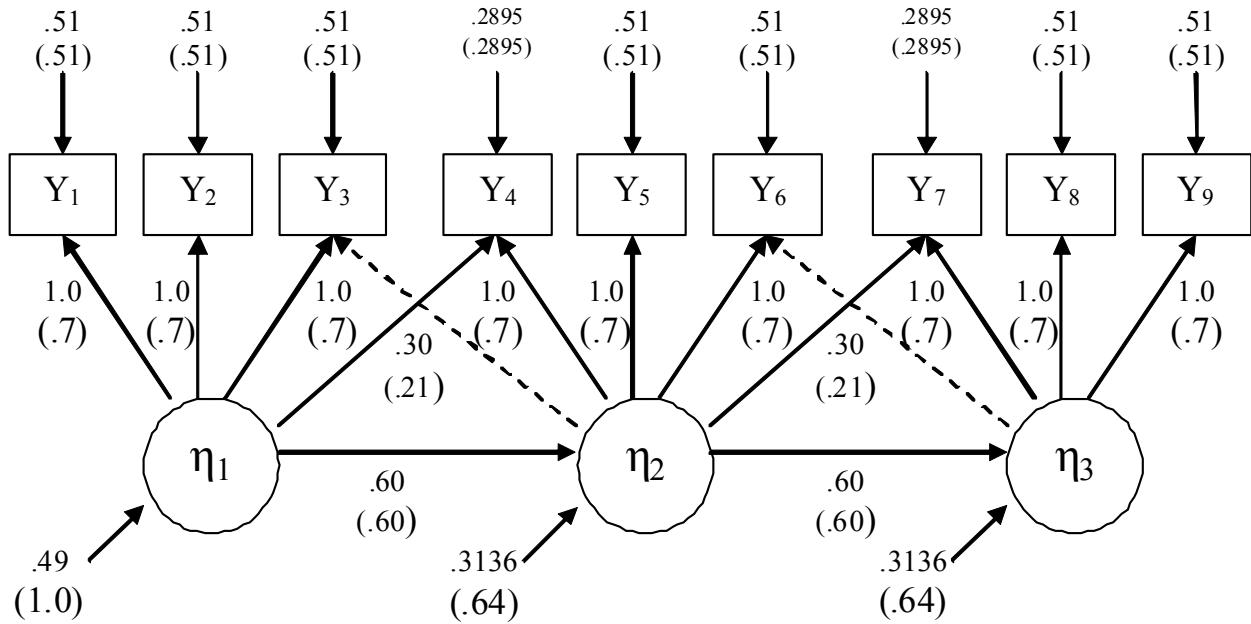 .51 .51 .51 .2895 .51 .51 .2895 .51 .51
(.51) (.51) (.51) (.2895) (.51) (.51) (.2895) (.51) (.51)
Y₁ Y₂ Y₃ Y₄ Y₅ Y₆ Y₇ Y₈ Y₉
1.0 1.0 1.0 1.0 1.0 1.0 1.0 1.0 1.0
(.7) (.7) (.7) (.7) (.7) (.7) (.7) (.7) (.7)
.30 .30
(.21) (.21)
η₁ η₂ η₃
.60 .60
(.60) (.60)
.49 .3136 .3136
(1.0) (.64) (.64)